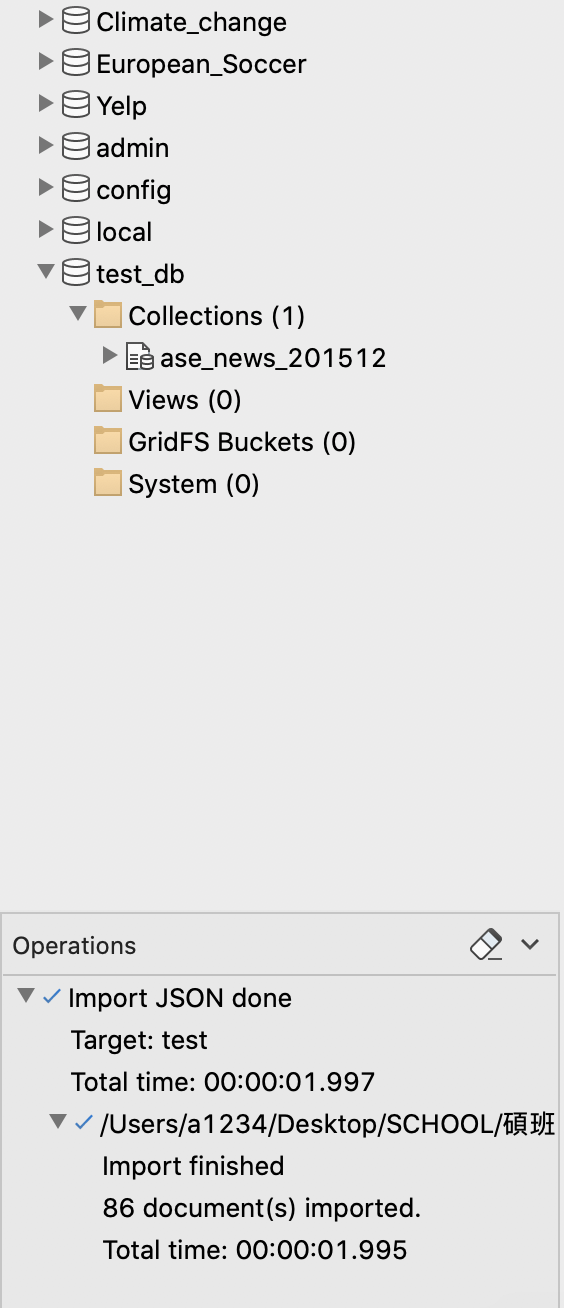 Climate_change
European_Soccer
Yelp
admin
config
local
test_db
Collections (1)
ase_news_201512
Views (0)
GridFS Buckets (0)
System (0)
Operations
Import JSON done
Target: test
Total time: 00:00:01.997
/Users/a1234/Desktop/SCHOOL/碩班
Import finished
86 document(s) imported.
Total time: 00:00:01.995